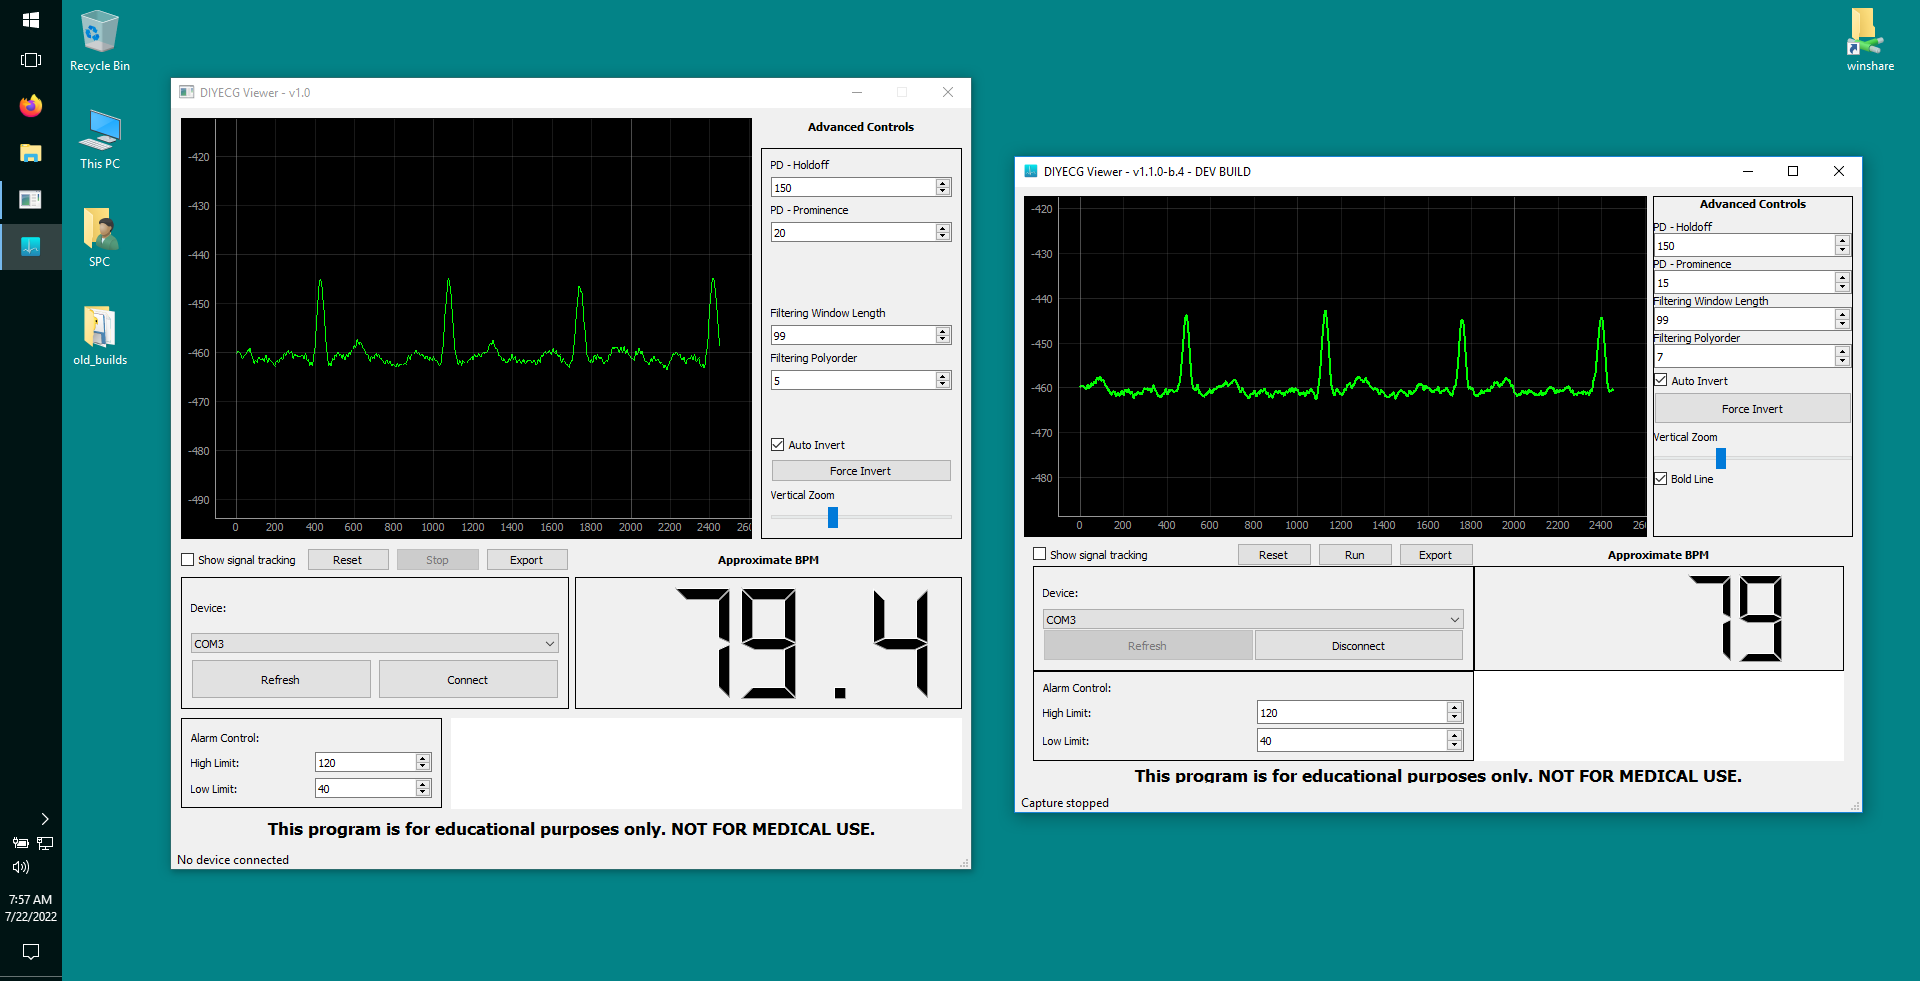 Recycle Bin
This PC
SPC
old_builds
winshare
7:57 AM
7/22/2022
DIYECG Viewer - v1.0
-420
-430
-440
-450
-460
-470
-480
-490
0 200 400 600 800 1000 1200 1400 1600 1800 2000 2200 2400 260
Advanced Controls
PD - Holdoff
150
PD - Prominence
20
Filtering Window Length
99
Filtering Polyorder
5
Auto Invert
Force Invert
Vertical Zoom
Show signal tracking Reset Stop Export
Approximate BPM
Device:
COM3
Refresh Connect
79.4
Alarm Control:
High Limit: 120
Low Limit: 40
This program is for educational purposes only. NOT FOR MEDICAL USE.
No device connected
DIYECG Viewer - v1.1.0-b.4 - DEV BUILD
-420
-430
-440
-450
-460
-470
-480
0 200 400 600 800 1000 1200 1400 1600 1800 2000 2200 2400 260
Advanced Controls
PD - Holdoff
150
PD - Prominence
15
Filtering Window Length
99
Filtering Polyorder
7
Auto Invert
Force Invert
Vertical Zoom
Bold Line
Show signal tracking Reset Run Export
Approximate BPM
Device:
COM3
Refresh Disconnect
79
Alarm Control:
High Limit: 120
Low Limit: 40
This program is for educational purposes only. NOT FOR MEDICAL USE.
Capture stopped